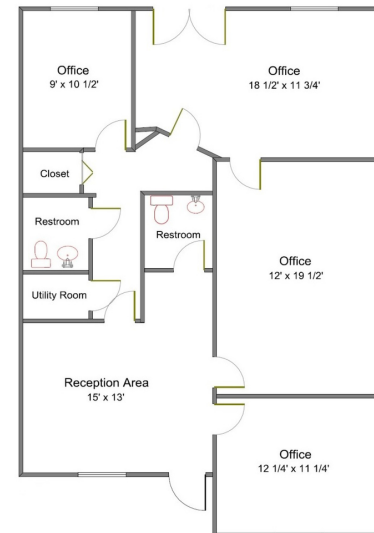 Office
9' x 10 1/2'
Office
18 1/2' x 11 3/4'
Closet
Restroom
Restroom
Office
12' x 19 1/2'
Utility Room
Reception Area
15' x 13'
Office
12 1/4' x 11 1/4'